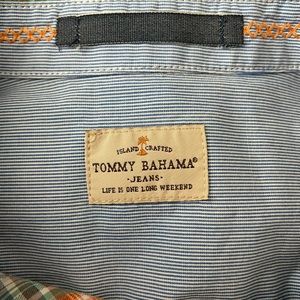 ISLAND CRAFTED
TOMMY BAHAMA®
·JEANS·
LIFE IS ONE LONG WEEKEND